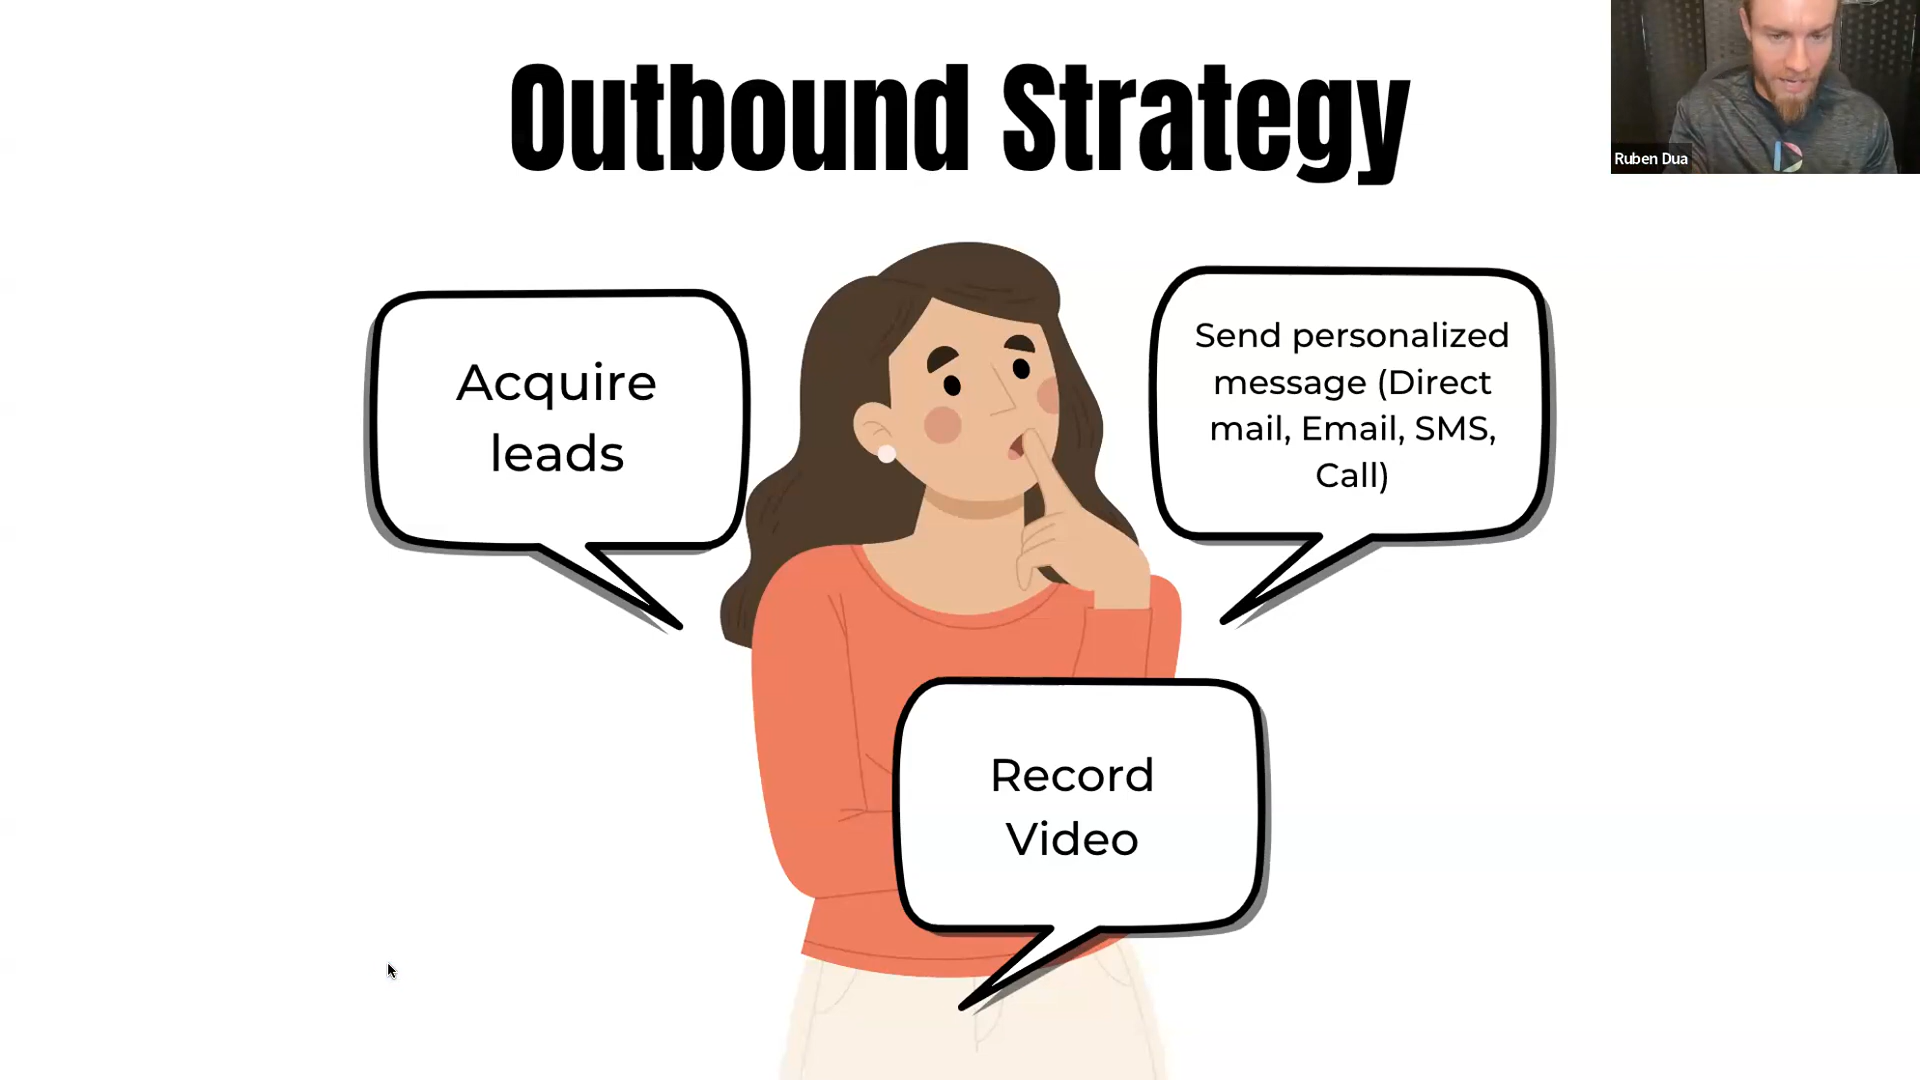 Outbound Strategy
Ruben Dua
Acquire
leads
Send personalized
message (Direct
mail, Email, SMS,
Call)
Record
Video